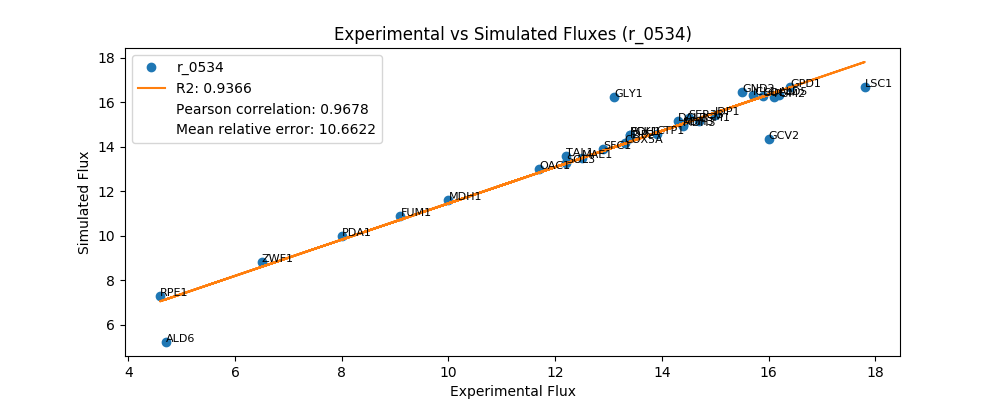 Experimental vs Simulated Fluxes (r_0534)
r_0534
R2: 0.9366
Pearson correlation: 0.9678
Mean relative error: 10.6622
Simulated Flux
18
16
14
12
10
8
6
GLY1
GND2
GPD1
LSC1
GCV2
IDP1
CTP1
COX5A
SFC1
TAL1
MAE1
OAC1
MDH1
FUM1
PDA1
ZWF1
RPE1
ALD6
4
6
8
10
12
14
16
18
Experimental Flux